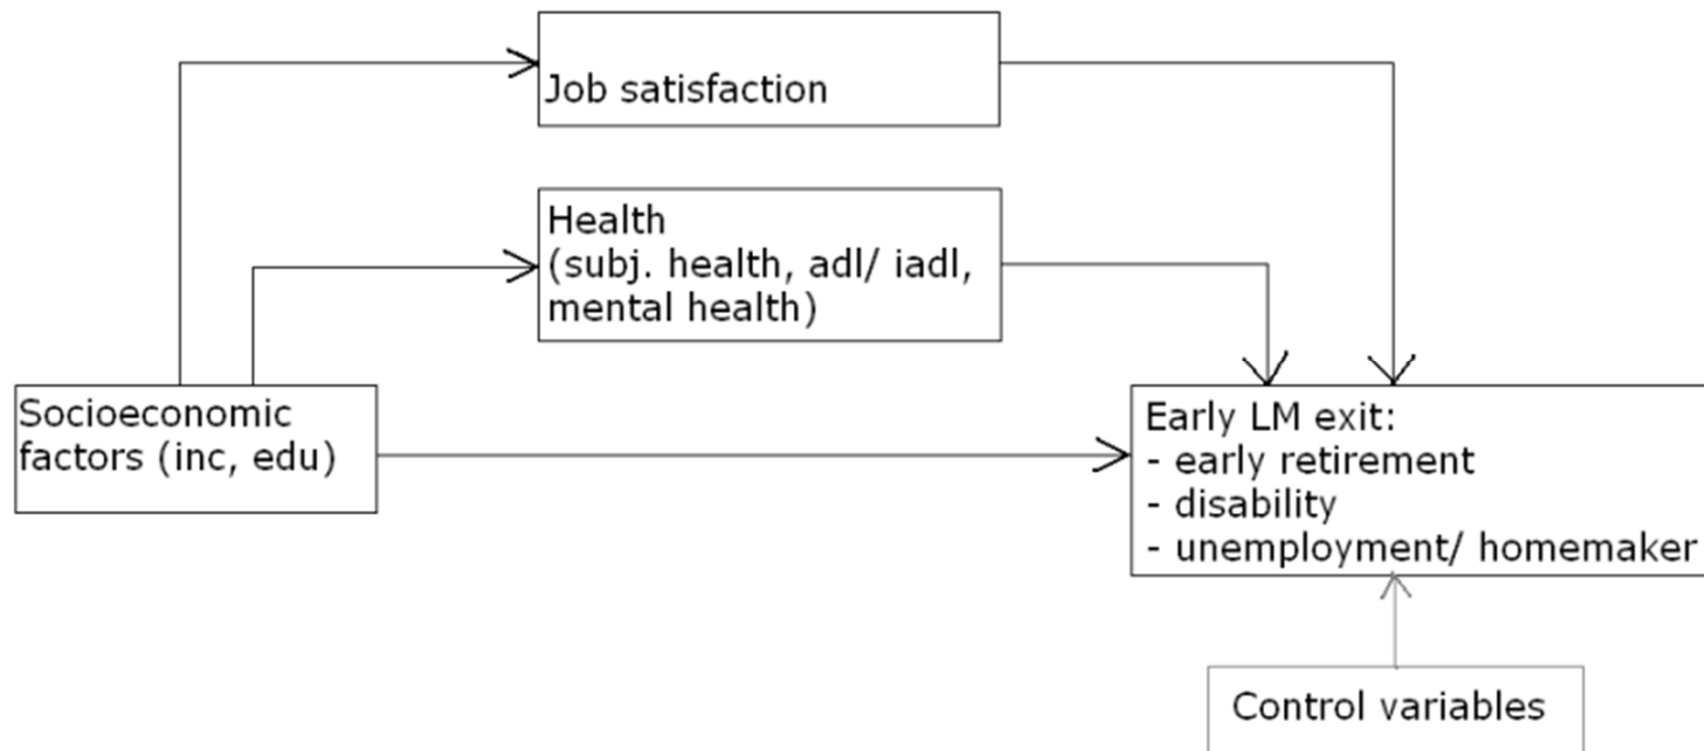 Job satisfaction
Health
(subj. health, adl/ iadl,
mental health)
Socioeconomic
factors (inc, edu)
Early LM exit:
- early retirement
- disability
- unemployment/ homemaker
Control variables